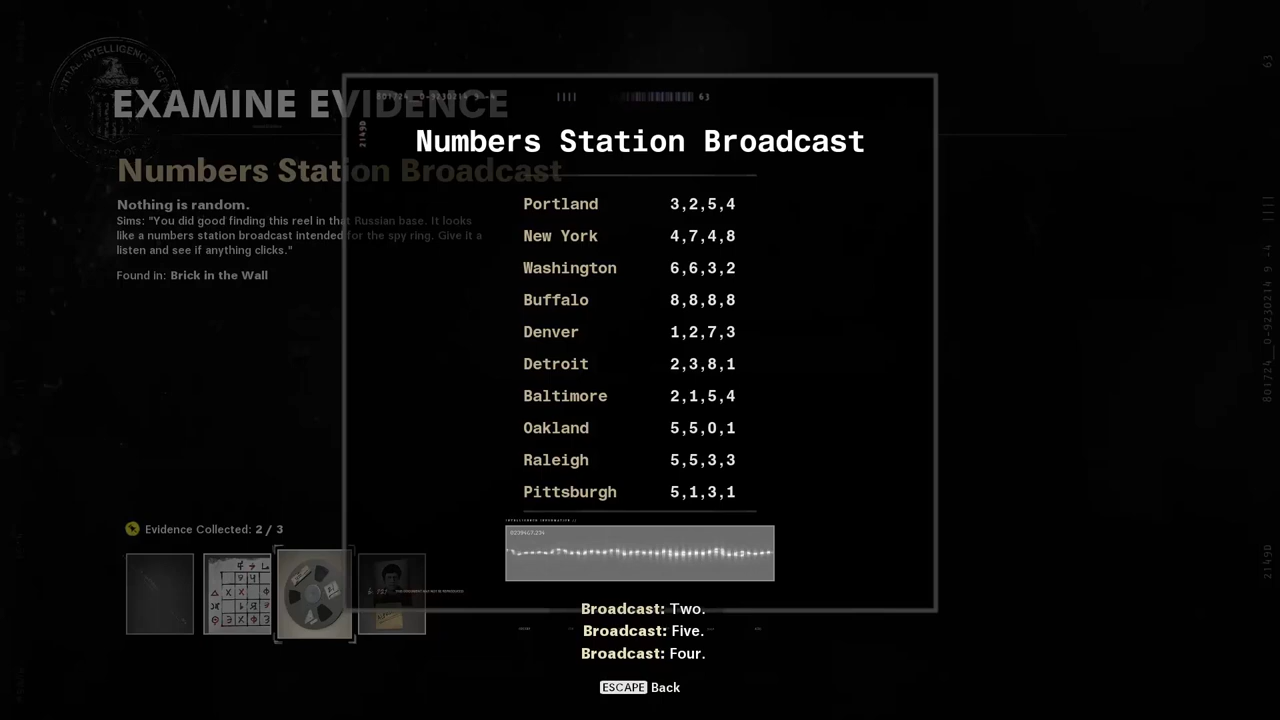 EXAMINE EVIDENCE
63
Numbers Station Broadcast
Numbers Station Broadcast
Nothing is random.
Sims: "You did good finding this reel in that Russian base. It looks
like a numbers station broadcast intended for the spy ring. Give it a
listen and see if anything clicks."
Found in: Brick in the Wall
Portland 3,2,5,4
New York 4,7,4,8
Washington 6,6,3,2
Buffalo 8,8,8,8
Denver 1,2,7,3
Detroit 2,3,8,1
Baltimore 2,1,5,4
Oakland 5,5,0,1
Raleigh 5,5,3,3
Pittsburgh 5,1,3,1
Evidence Collected: 2 / 3
Broadcast: Two.
Broadcast: Five.
Broadcast: Four.
ESCAPE Back
63
2149D
2149D